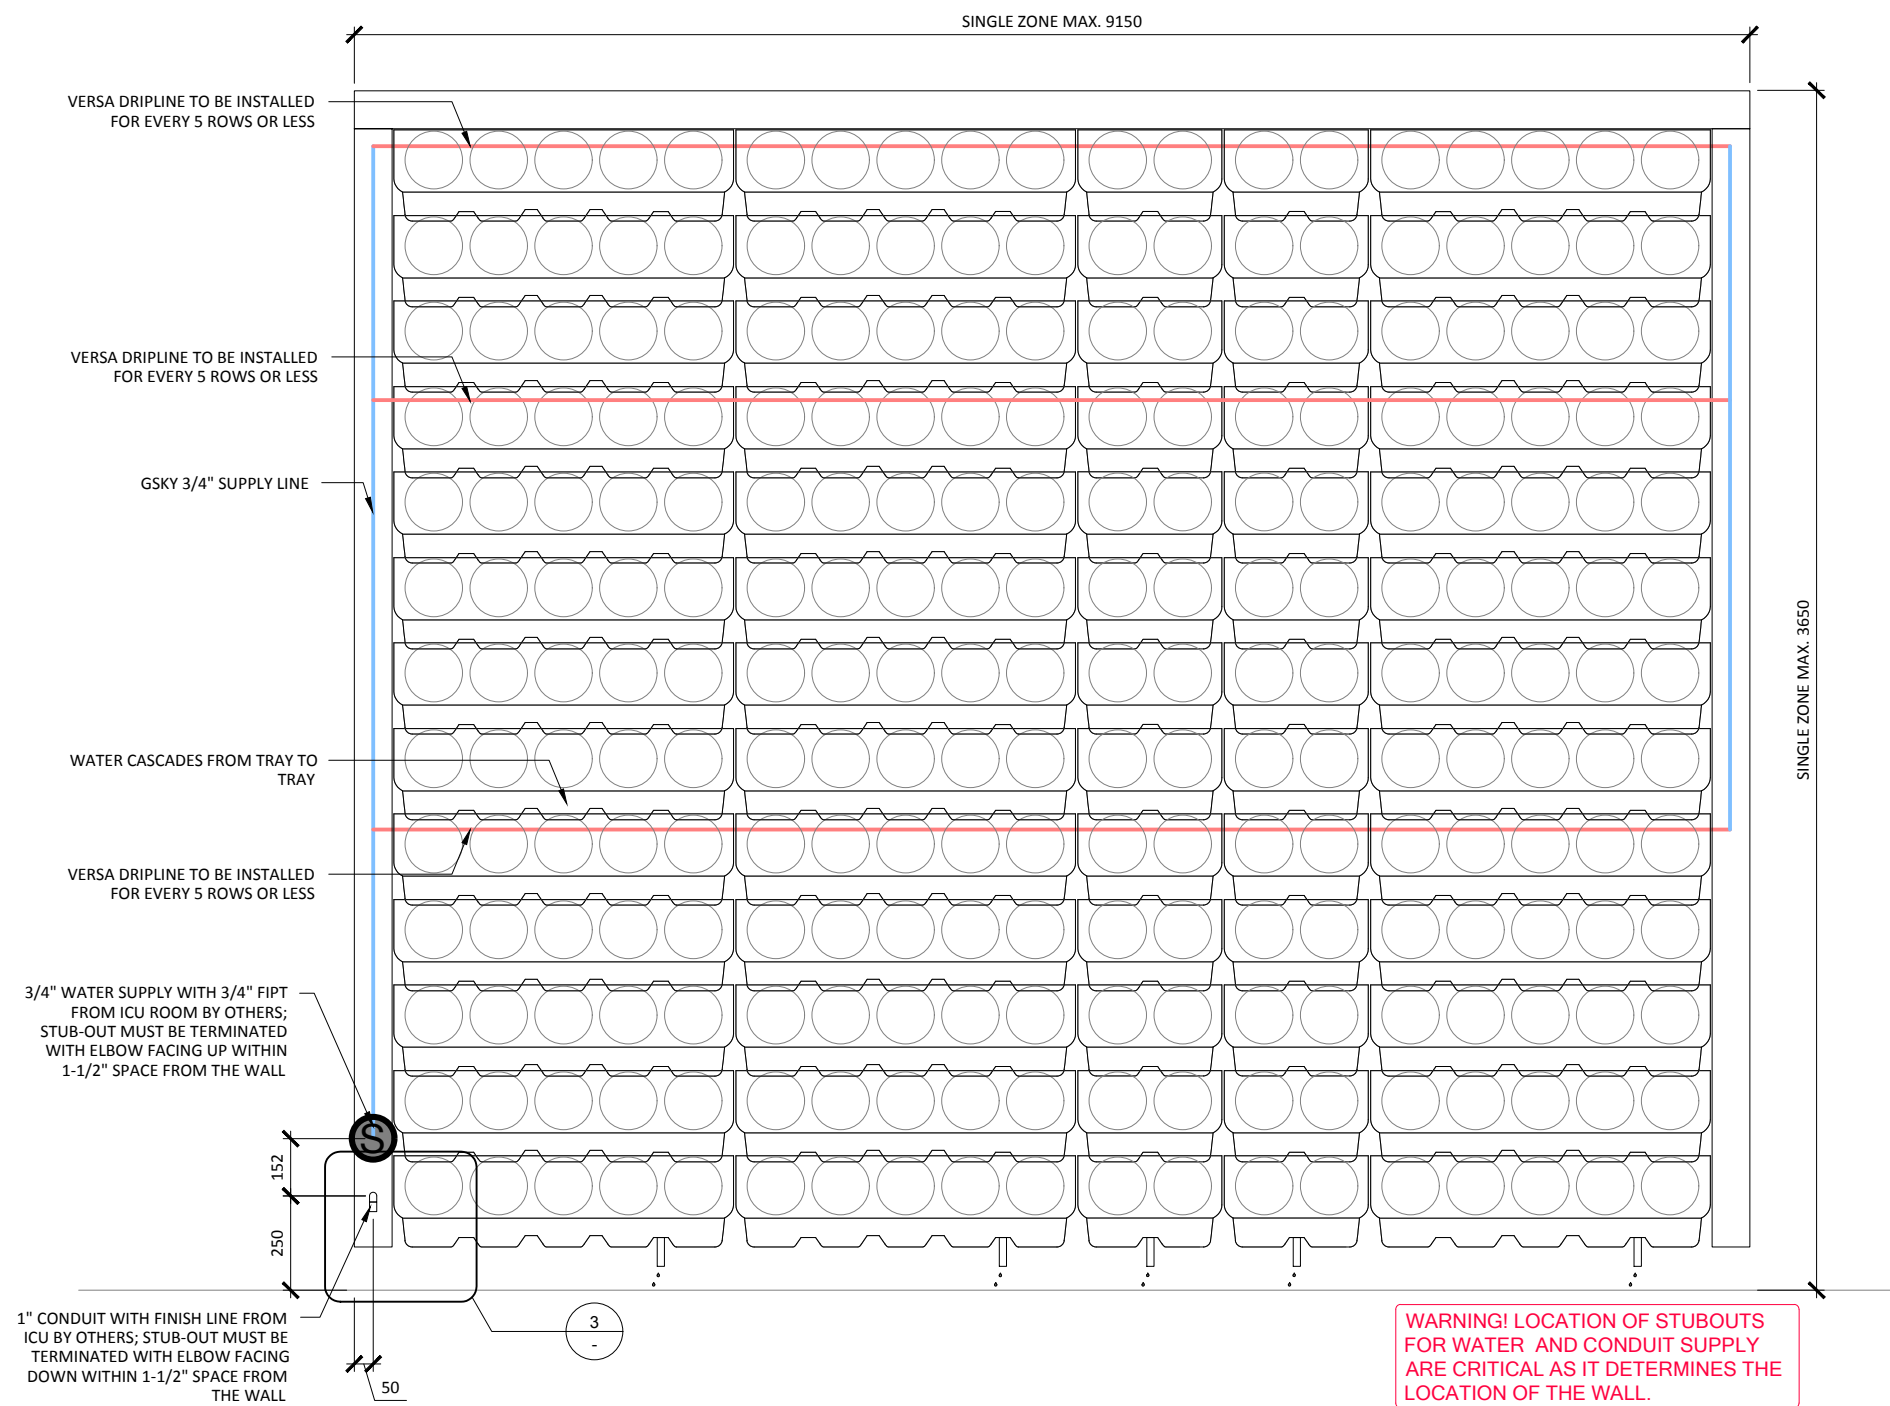 SINGLE ZONE MAX. 9150
VERSA DRIPLINE TO BE INSTALLED
FOR EVERY 5 ROWS OR LESS
VERSA DRIPLINE TO BE INSTALLED
FOR EVERY 5 ROWS OR LESS
GSKY 3/4" SUPPLY LINE
SINGLE ZONE MAX. 3650
WATER CASCADES FROM TRAY TO
TRAY
VERSA DRIPLINE TO BE INSTALLED
FOR EVERY 5 ROWS OR LESS
3/4" WATER SUPPLY WITH 3/4" FIPT
FROM ICU ROOM BY OTHERS;
STUB-OUT MUST BE TERMINATED
WITH ELBOW FACING UP WITHIN
1-1/2" SPACE FROM THE WALL
S
152
250
1" CONDUIT WITH FINISH LINE FROM
ICU BY OTHERS; STUB-OUT MUST BE
TERMINATED WITH ELBOW FACING
DOWN WITHIN 1-1/2" SPACE FROM
THE WALL
50
3
-
WARNING! LOCATION OF STUBOUTS
FOR WATER AND CONDUIT SUPPLY
ARE CRITICAL AS IT DETERMINES THE
LOCATION OF THE WALL.